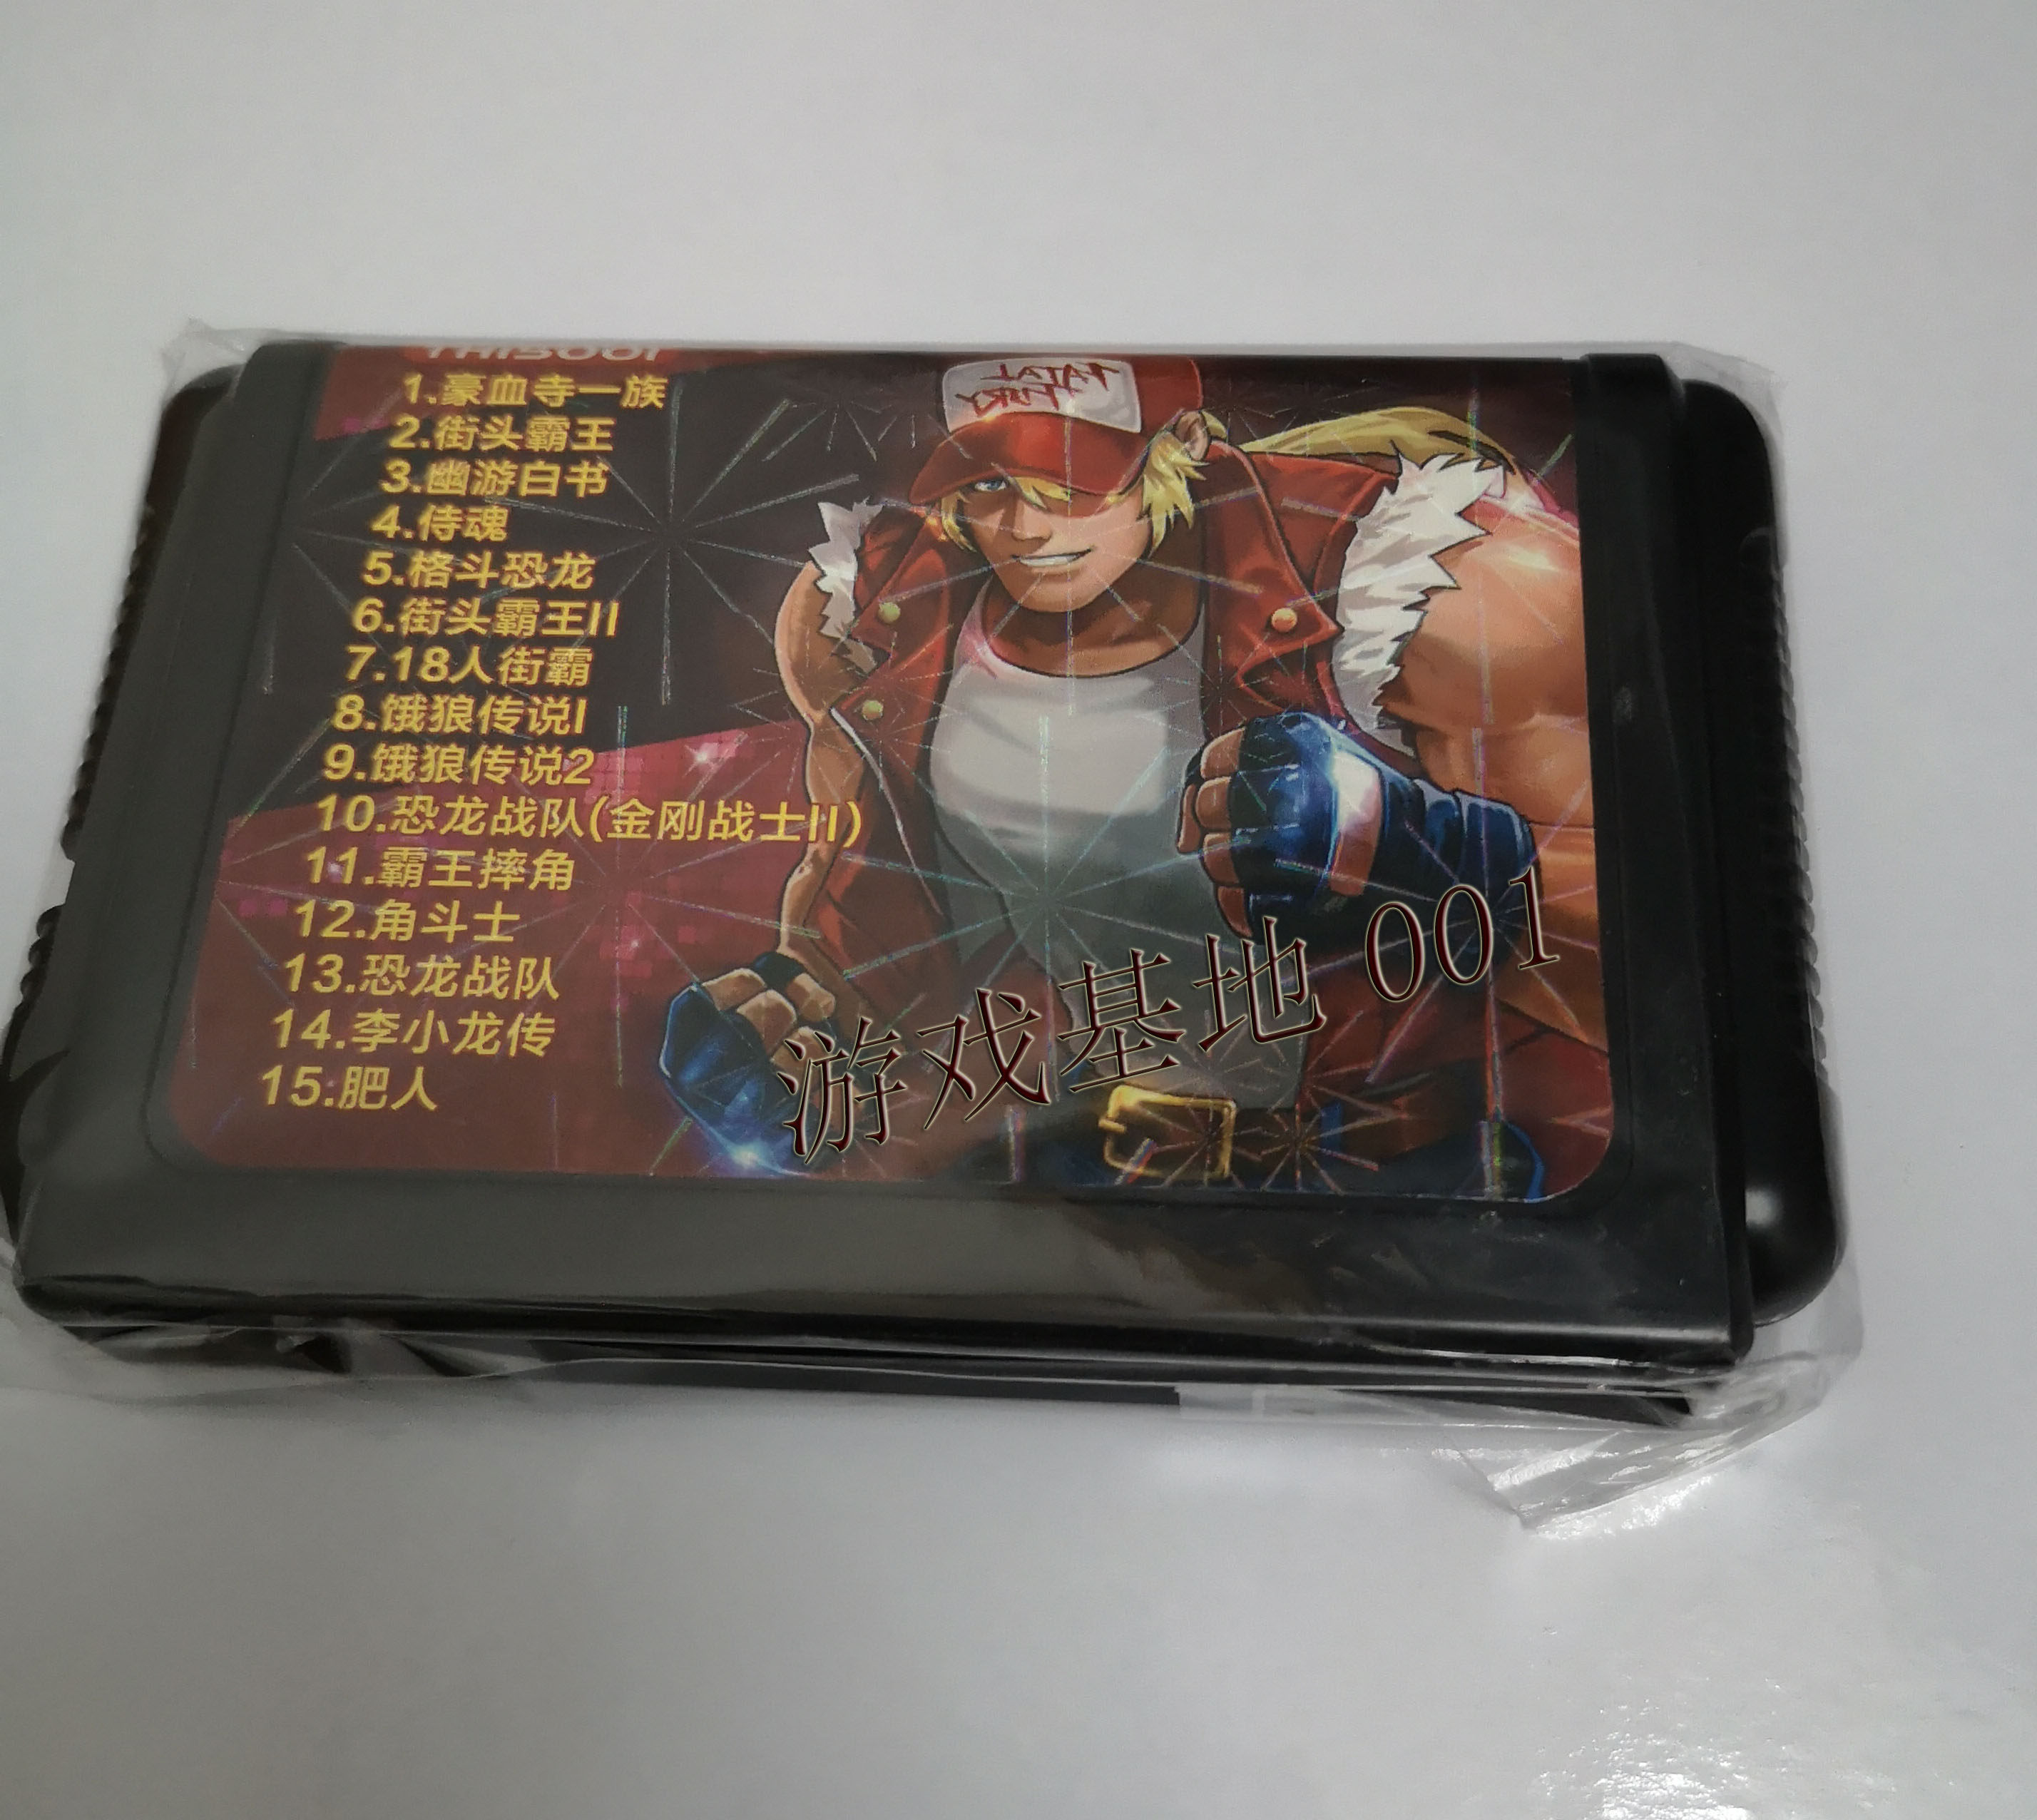 FATAL
FURY
1.豪血寺一族
2.街头霸王
3.幽游白书
4.侍魂
5.格斗恐龙
6.街头霸王II
7.18人街霸
8.饿狼传说I
9.饿狼传说2
10.恐龙战队(金刚战士II)
11.霸王摔角
12.角斗士
13.恐龙战队
14.李小龙传
15.肥人
游戏基地 001